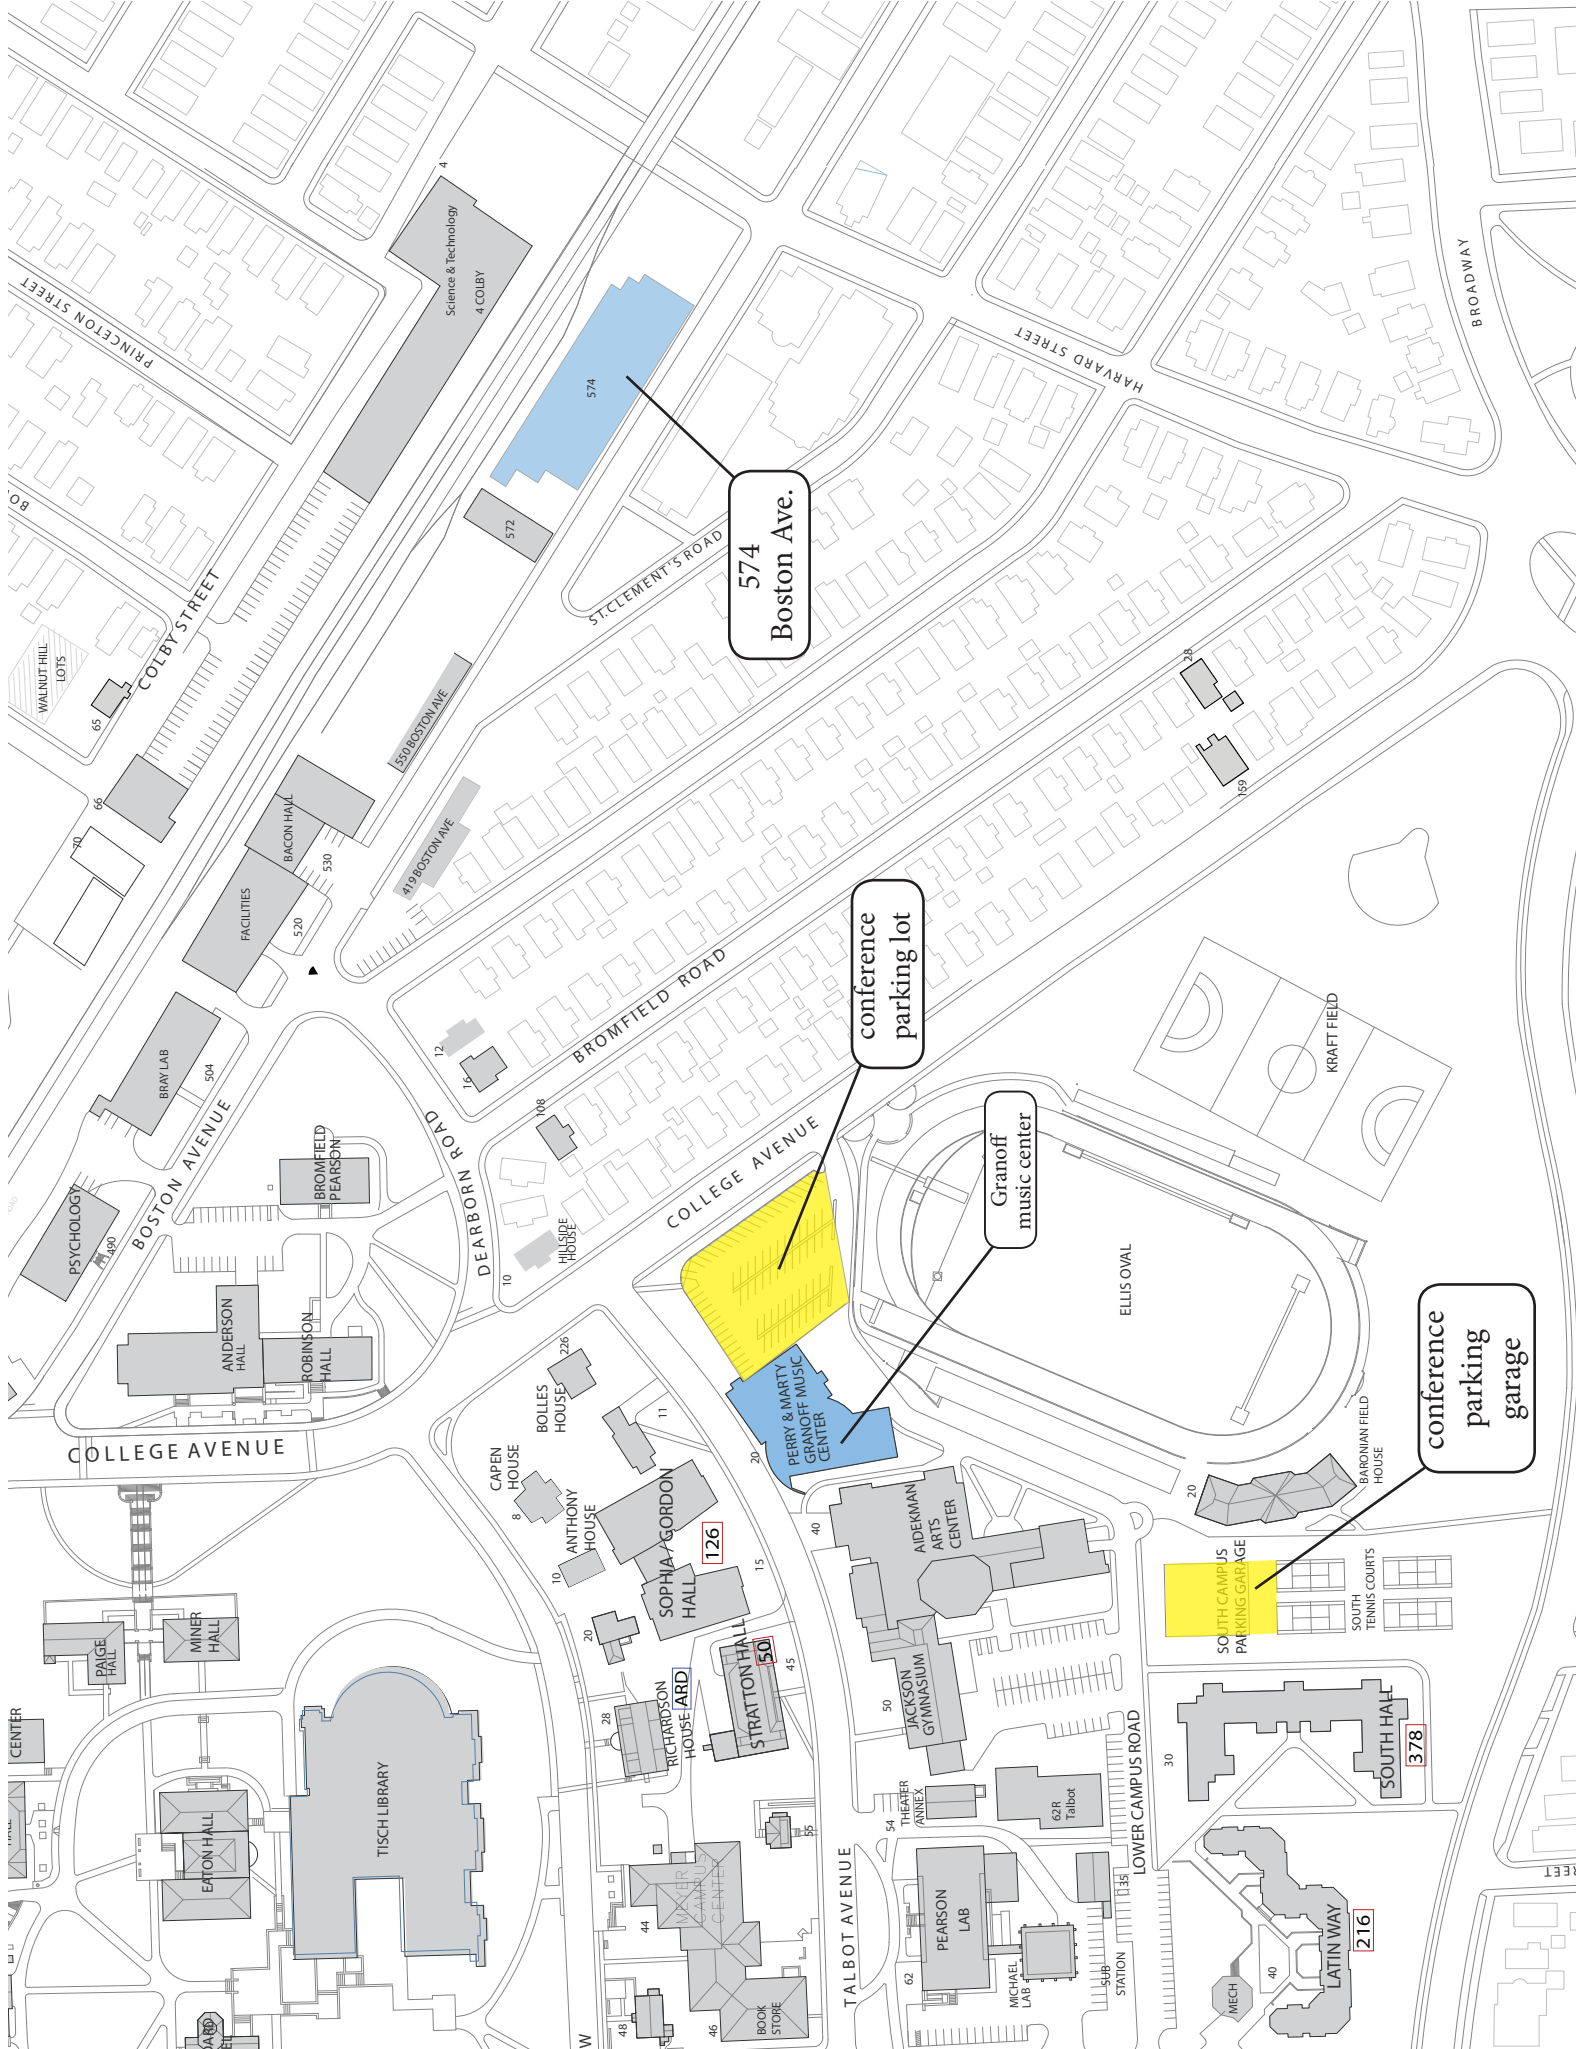 CENTER
HALL
EATON HALL
PAIGE
HALL
MINER
HALL
TISCH LIBRARY
COLLEGE AVENUE
ANDERSON
HALL
ROBINSON
HALL
PSYCHOLOGY
490
BOSTON AVENUE
BROMFIELD
PEARSON
BRAY LAB
504
FACILITIES
520
BACON HALL
530
70
66
65
WALNUT HILL
LOTS
COLBY STREET
PRINCETON STREET
BO
Science & Technology
4 COLBY
4
574
572
550 BOSTON AVE
419 BOSTON AVE
ST.CLEMENT'S ROAD
574
Boston Ave.
HARVARD STREET
BROADWAY
28
159
BROMFIELD ROAD
12
16
108
DEARBORN ROAD
HILLSIDE
HOUSE
10
COLLEGE AVENUE
conference
parking lot
Granoff
music center
KRAFT FIELD
ELLIS OVAL
conference
parking
garage
226
BOLLES
HOUSE
11
CAPEN
HOUSE
8
ANTHONY
HOUSE
10
SOPHIA / GORDON
HALL
126
15
20
PERRY & MARTY
GRANOFF MUSIC
CENTER
20
40
AIDEKMAN
ARTS
CENTER
BARONIAN FIELD
HOUSE
20
SOUTH CAMPUS
PARKING GARAGE
SOUTH
TENNIS COURTS
28
RICHARDSON
HOUSE
ARD
STRATTON HALL
50
45
50
JACKSON
GYMNASIUM
THEATER
ANNEX
54
62R
Talbot
LOWER CAMPUS ROAD
30
SOUTH HALL
378
44
MEYER
CAMPUS
CENTER
55
TALBOT AVENUE
62
PEARSON
LAB
MICHAEL
LAB
SUB
STATION
135
46
BOOK
STORE
48
W
MECH
40
LATIN WAY
216